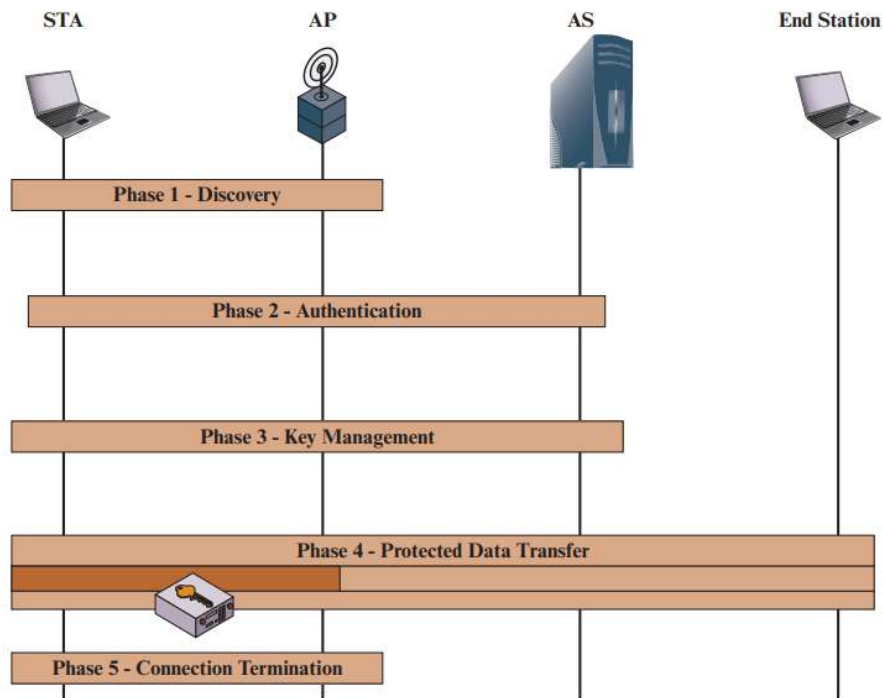 STA AP AS End Station
Phase 1 - Discovery
Phase 2 - Authentication
Phase 3 - Key Management
Phase 4 - Protected Data Transfer
Phase 5 - Connection Termination